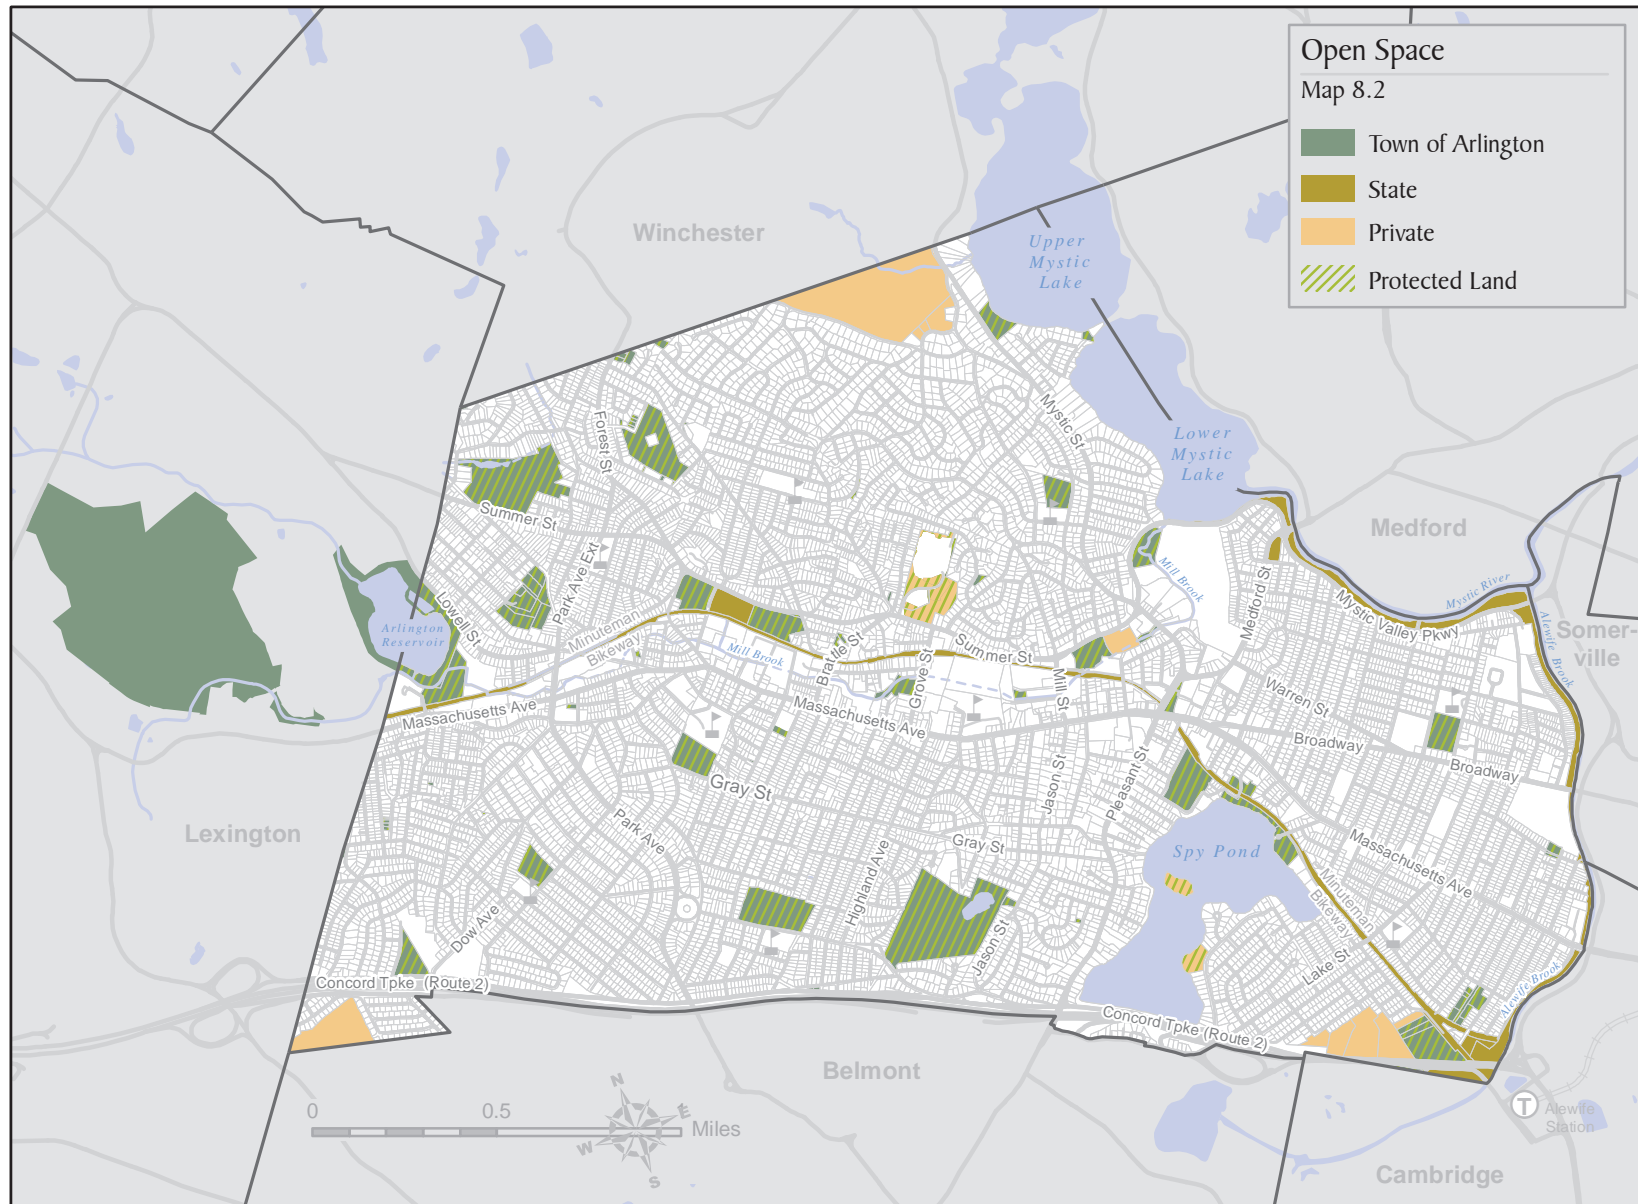 Open Space
Map 8.2
Town of Arlington
State
Private
Protected Land
Winchester
Upper
Mystic
Lake
Lower
Mystic
Lake
Medford
Mystic St
Forest St
Summer St
Park Ave Ext
Lowell St
Arlington
Reservoir
Minuteman
Bikeway
Mill Brook
Brattle St
Grove St
Summer St
Mill St
Mill Brook
Medford St
Mystic River
Mystic Valley Pkwy
Alewife Brook
Somer-
ville
Massachusetts Ave
Massachusetts Ave
Warren St
Broadway
Broadway
Gray St
Jason St
Pleasant St
Lexington
Park Ave
Highland Ave
Gray St
Spy Pond
Massachusetts Ave
Minuteman
Bikeway
Dow Ave
Jason St
Lake St
Concord Tpke (Route 2)
Concord Tpke (Route 2)
Alewife Brook
Belmont
N
E
S
W
0
0.5
Miles
T
Alewife
Station
Cambridge